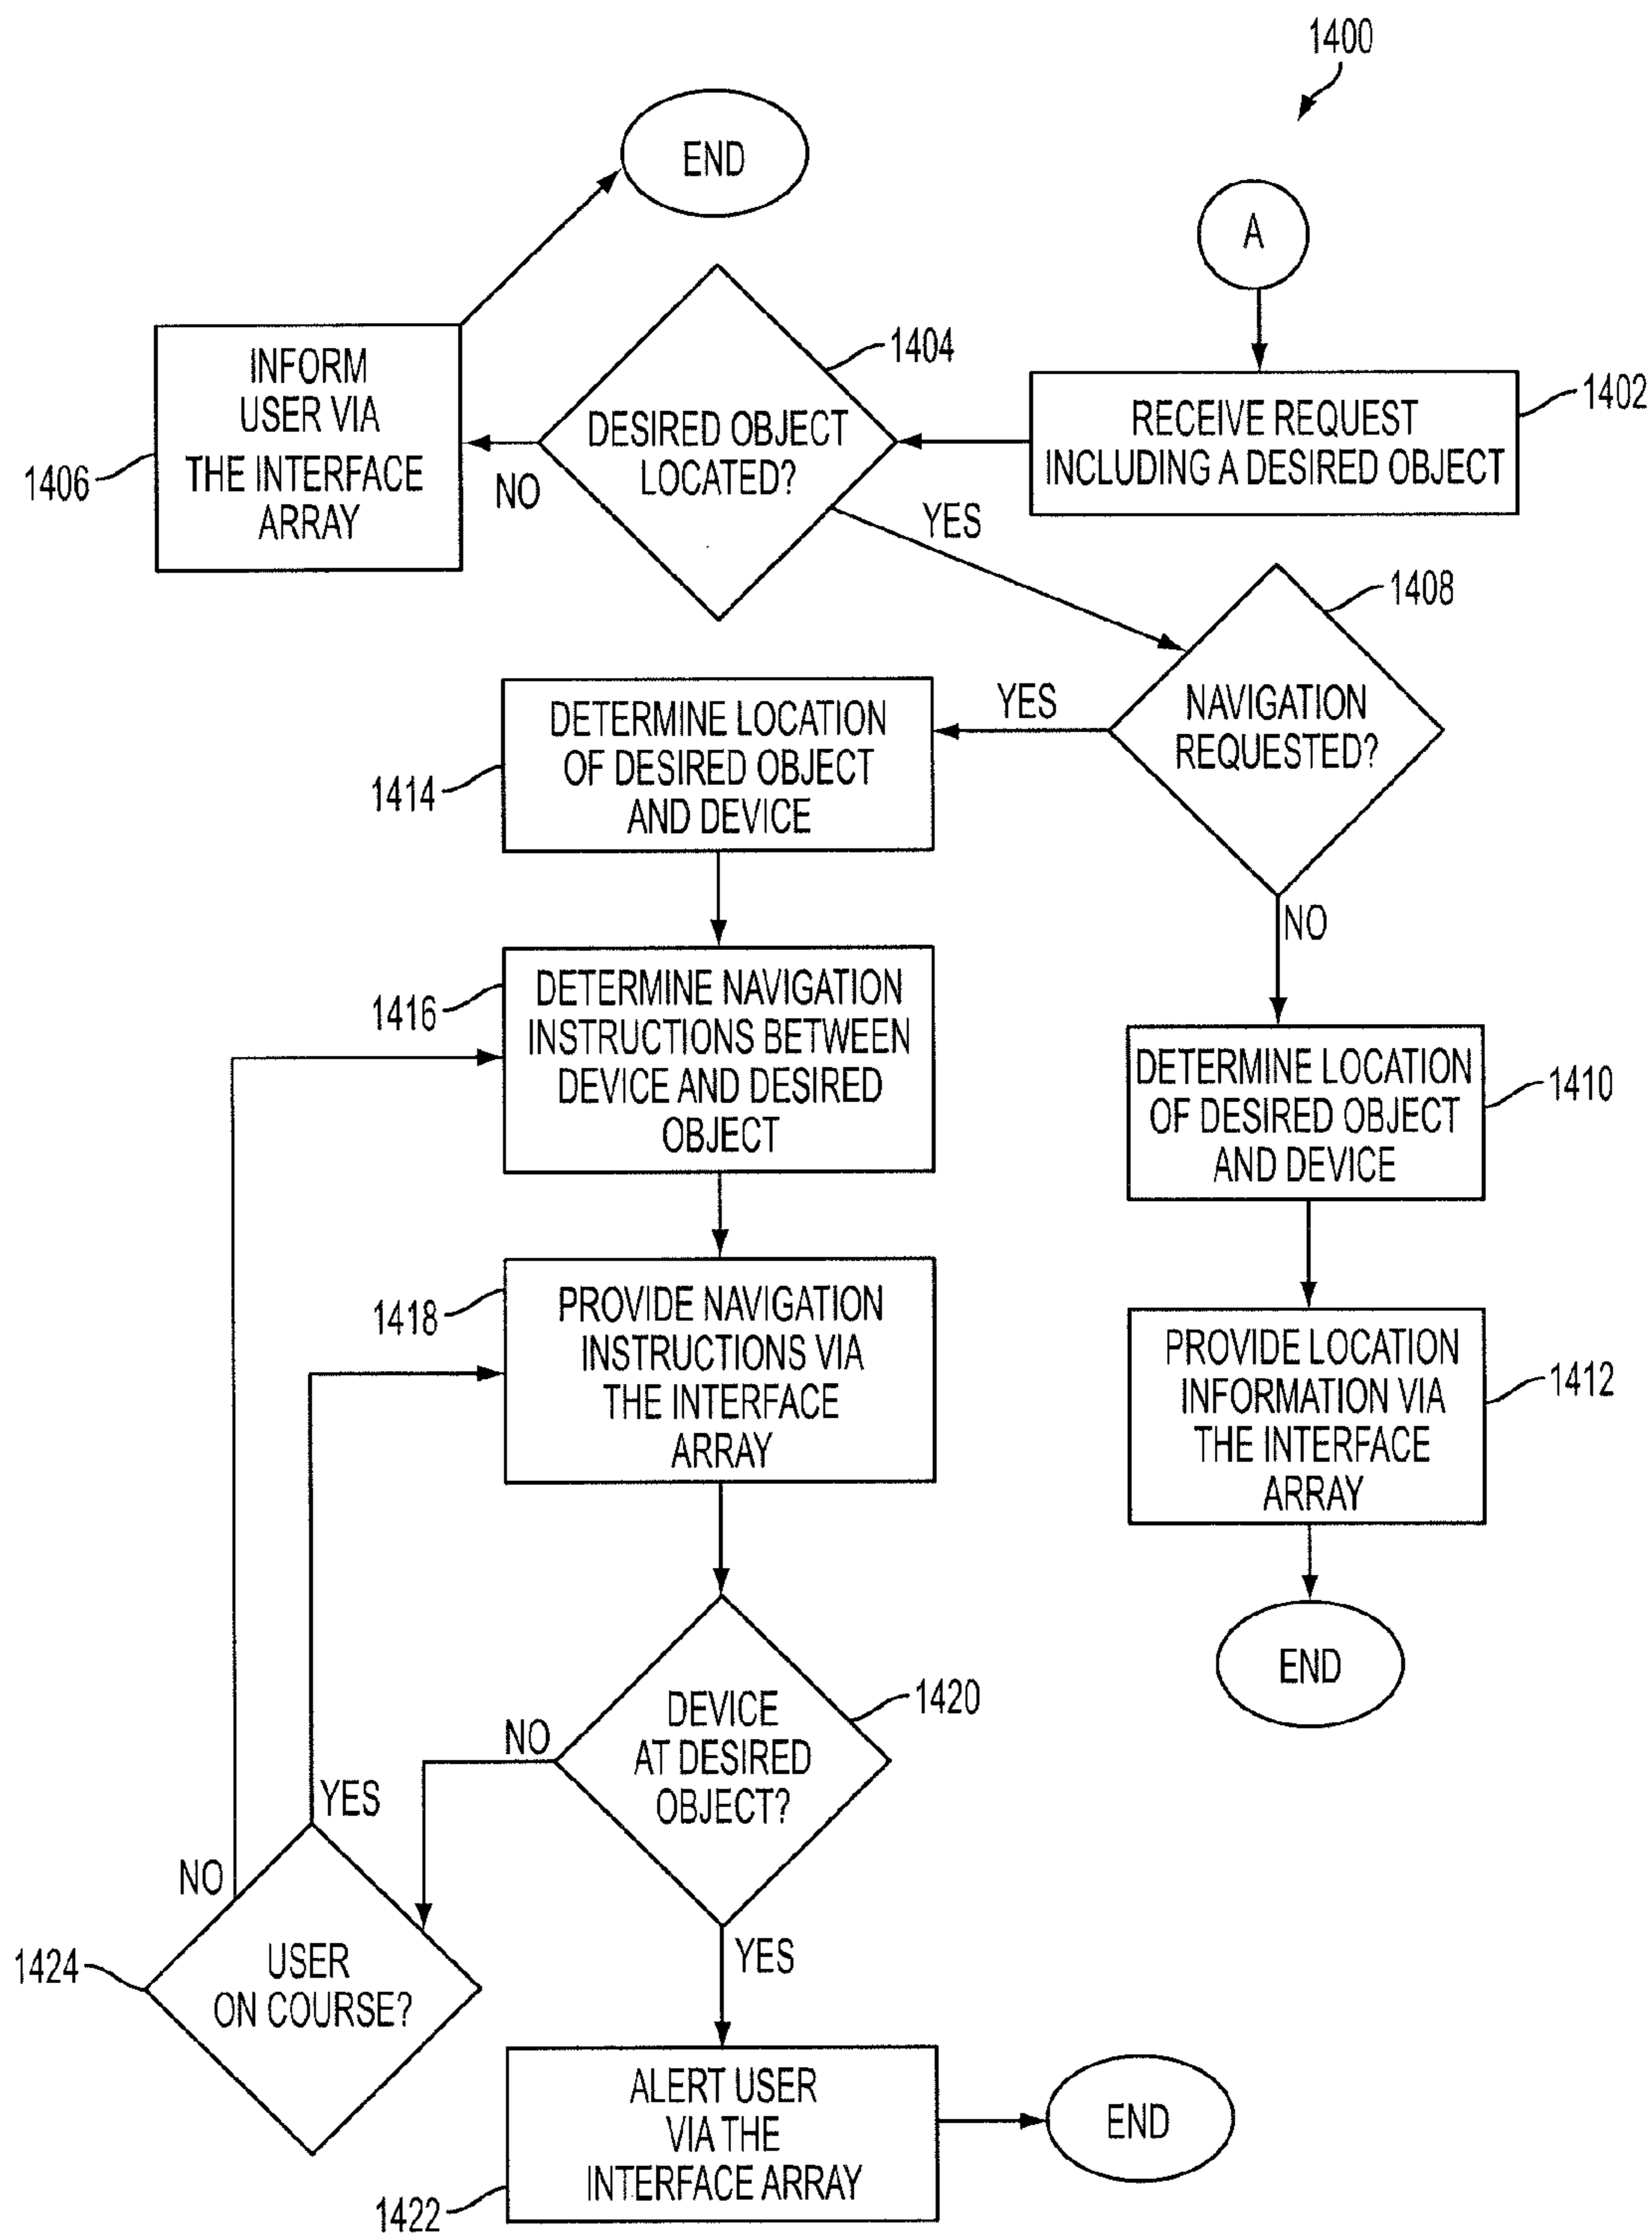 1400
END
A
1404
1402
INFORM
USER VIA
THE INTERFACE
ARRAY
1406
DESIRED OBJECT
LOCATED?
NO
YES
RECEIVE REQUEST
INCLUDING A DESIRED OBJECT
1408
NAVIGATION
REQUESTED?
YES
NO
DETERMINE LOCATION
OF DESIRED OBJECT
AND DEVICE
1414
DETERMINE NAVIGATION
INSTRUCTIONS BETWEEN
DEVICE AND DESIRED
OBJECT
1416
DETERMINE LOCATION
OF DESIRED OBJECT
AND DEVICE
1410
PROVIDE NAVIGATION
INSTRUCTIONS VIA
THE INTERFACE
ARRAY
1418
PROVIDE LOCATION
INFORMATION VIA
THE INTERFACE
ARRAY
1412
END
DEVICE
AT DESIRED
OBJECT?
1420
NO
YES
YES
NO
USER
ON COURSE?
1424
ALERT USER
VIA THE
INTERFACE ARRAY
1422
END